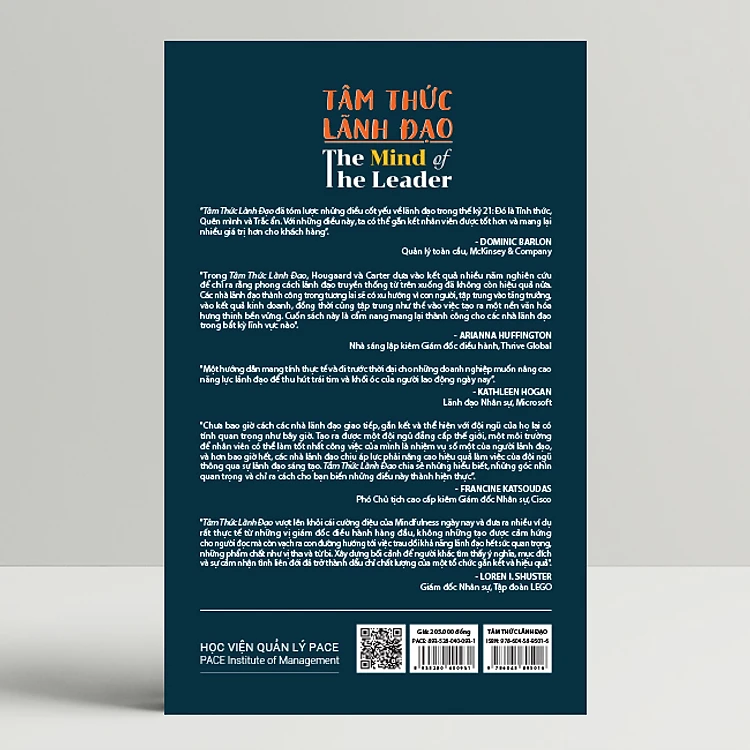 TÂM THỨC
LÃNH ĐẠO
The Mind of
The Leader
"Tâm Thức Lãnh Đạo đã tóm lược những điều cốt yếu về lãnh đạo trong thế kỷ 21: Đó là Tỉnh thức,
Quên mình và Trắc ẩn. Với những điều này, ta có thể gắn kết nhân viên được tốt hơn và mang lại
nhiều giá trị hơn cho khách hàng".
- DOMINIC BARLON
Quản lý toàn cầu, McKinsey & Company
"Trong Tâm Thức Lãnh Đạo, Hougaard và Carter dựa vào kết quả nhiều năm nghiên cứu
để chỉ ra rằng phong cách lãnh đạo truyền thống từ trên xuống đã không còn hiệu quả nữa.
Các nhà lãnh đạo thành công trong tương lai sẽ có xu hướng vì con người, tập trung vào tăng trưởng,
vào kết quả kinh doanh, đồng thời cũng tập trung như thế vào việc tạo ra một nền văn hóa
hưng thịnh bền vững. Cuốn sách này là cẩm nang mang lại thành công cho các nhà lãnh đạo
trong bất kỳ lĩnh vực nào".
- ARIANNA HUFFINGTON
Nhà sáng lập kiêm Giám đốc điều hành, Thrive Global
"Một hướng dẫn mang tính thực tế và đi trước thời đại cho những doanh nghiệp muốn nâng cao
năng lực lãnh đạo để thu hút trái tim và khối óc của người lao động ngày nay".
- KATHLEEN HOGAN
Lãnh đạo Nhân sự, Microsoft
"Chưa bao giờ cách các nhà lãnh đạo giao tiếp, gắn kết và thể hiện với đội ngũ của họ lại có
tính quan trọng như bây giờ. Tạo ra được một đội ngũ đẳng cấp thế giới, một môi trường
để nhân viên có thể làm tốt nhất công việc của mình là nhiệm vụ số một của người lãnh đạo,
và hơn bao giờ hết, các nhà lãnh đạo chịu áp lực phải nâng cao hiệu quả làm việc của đội ngũ
thông qua sự lãnh đạo sáng tạo. Tâm Thức Lãnh Đạo chia sẻ những hiểu biết, những góc nhìn
quan trọng và chỉ ra cách cho bạn biến những điều này thành hiện thực".
- FRANCINE KATSOUDAS
Phó Chủ tịch cao cấp kiêm Giám đốc Nhân sự, Cisco
"Tâm Thức Lãnh Đạo vượt lên khỏi cái cường điệu của Mindfulness ngày nay và đưa ra nhiều ví dụ
rất thực tế từ những vị giám đốc điều hành hàng đầu, không những tạo được cảm hứng
cho người đọc mà còn vạch ra con đường hướng tới việc trau dồi khả năng lãnh đạo hết sức quan trọng,
những phẩm chất như vị tha và từ bi. Xây dựng bối cảnh để người khác tìm thấy ý nghĩa, mục đích
và sự cảm nhận tình liên đới đã trở thành dấu chỉ chất lượng của một tổ chức gắn kết và hiệu quả".
- LOREN I. SHUSTER
Giám đốc Nhân sự, Tập đoàn LEGO
HỌC VIỆN QUẢN LÝ PACE
PACE Institute of Management
Giá: 205.000 đồng
PACE: 893-528-040-093-1
TÂM THỨC LÃNH ĐẠO